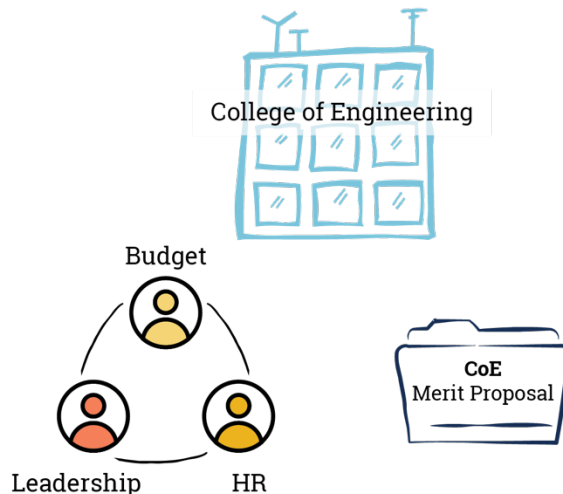 College of Engineering
Budget
CoE
Merit Proposal
Leadership
HR